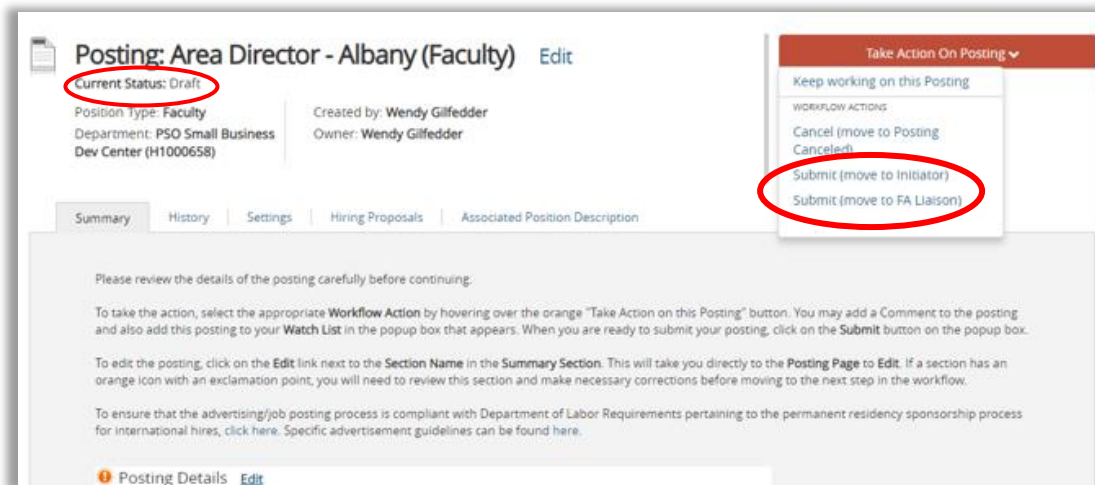 Posting: Area Director - Albany (Faculty) Edit
Current Status: Draft
Position Type: Faculty
Department: PSO Small Business
Dev Center (H1000658)
Created by: Wendy Gilfedder
Owner: Wendy Gilfedder
Take Action On Posting
Keep working on this Posting
WORKFLOW ACTIONS
Cancel (move to Posting
Canceled)
Submit (move to Initiator)
Submit (move to FA Liaison)
Summary History Settings Hiring Proposals Associated Position Description
Please review the details of the posting carefully before continuing.
To take the action, select the appropriate Workflow Action by hovering over the orange "Take Action on this Posting" button. You may add a Comment to the posting
and also add this posting to your Watch List in the popup box that appears. When you are ready to submit your posting, click on the Submit button on the popup box.
To edit the posting, click on the Edit link next to the Section Name in the Summary Section. This will take you directly to the Posting Page to Edit. If a section has an
orange icon with an exclamation point, you will need to review this section and make necessary corrections before moving to the next step in the workflow.
To ensure that the advertising/job posting process is compliant with Department of Labor Requirements pertaining to the permanent residency sponsorship process
for international hires, click here. Specific advertisement guidelines can be found here.
Posting Details Edit